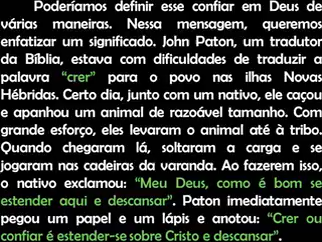 Poderíamos definir esse confiar em Deus de
várias maneiras. Nessa mensagem, queremos
enfatizar um significado. John Paton, um tradutor
da Bíblia, estava com dificuldades de traduzir a
palavra “crer” para o povo nas ilhas Novas
Hébridas. Certo dia, junto com um nativo, ele caçou
e apanhou um animal de razoável tamanho. Com
grande esforço, eles levaram o animal até à tribo.
Quando chegaram lá, soltaram a carga e se
jogaram nas cadeiras da varanda. Ao fazerem isso,
o nativo exclamou: “Meu Deus, como é bom se
estender aqui e descansar”. Paton imediatamente
pegou um papel e um lápis e anotou: “Crer ou
confiar é estender-se sobre Cristo e descansar”.